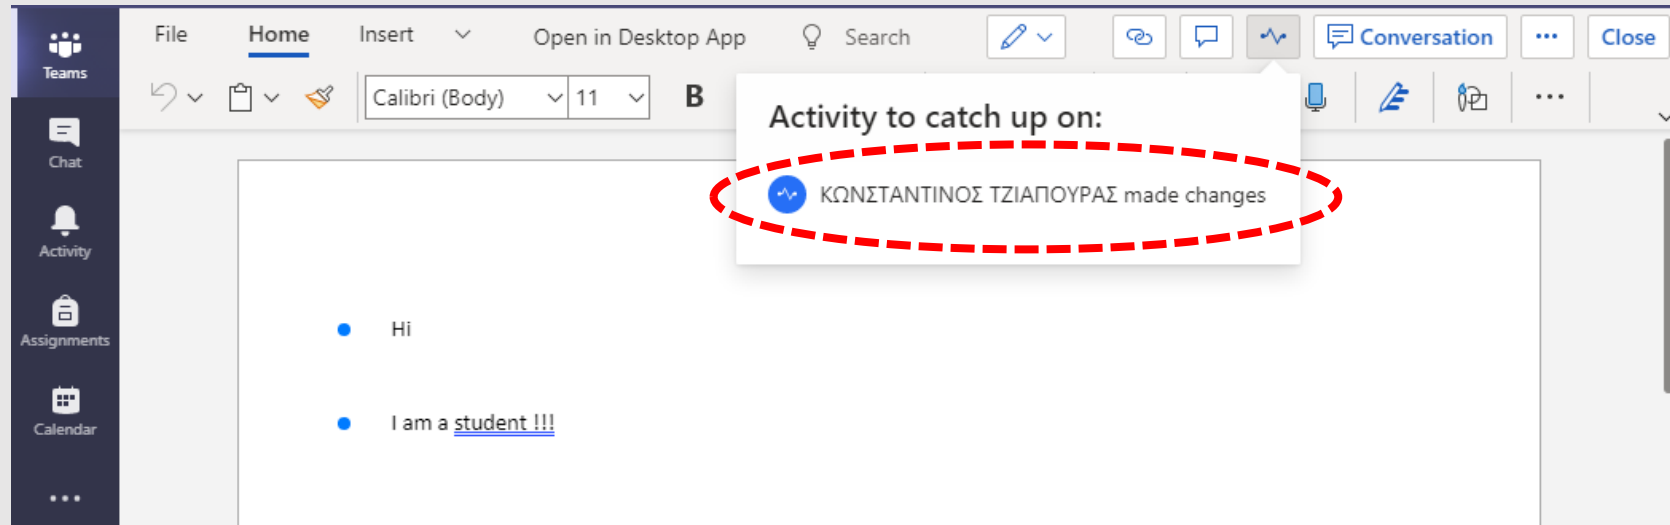 Teams
File Home Insert Open in Desktop App Search Conversation ... Close
Calibri (Body) 11 B ...
Activity to catch up on:
ΚΩΝΣΤΑΝΤΙΝΟΣ ΤΖΙΑΠΟΥΡΑΣ made changes
Chat
Activity
Assignments
Calendar
...
Hi
I am a student !!!